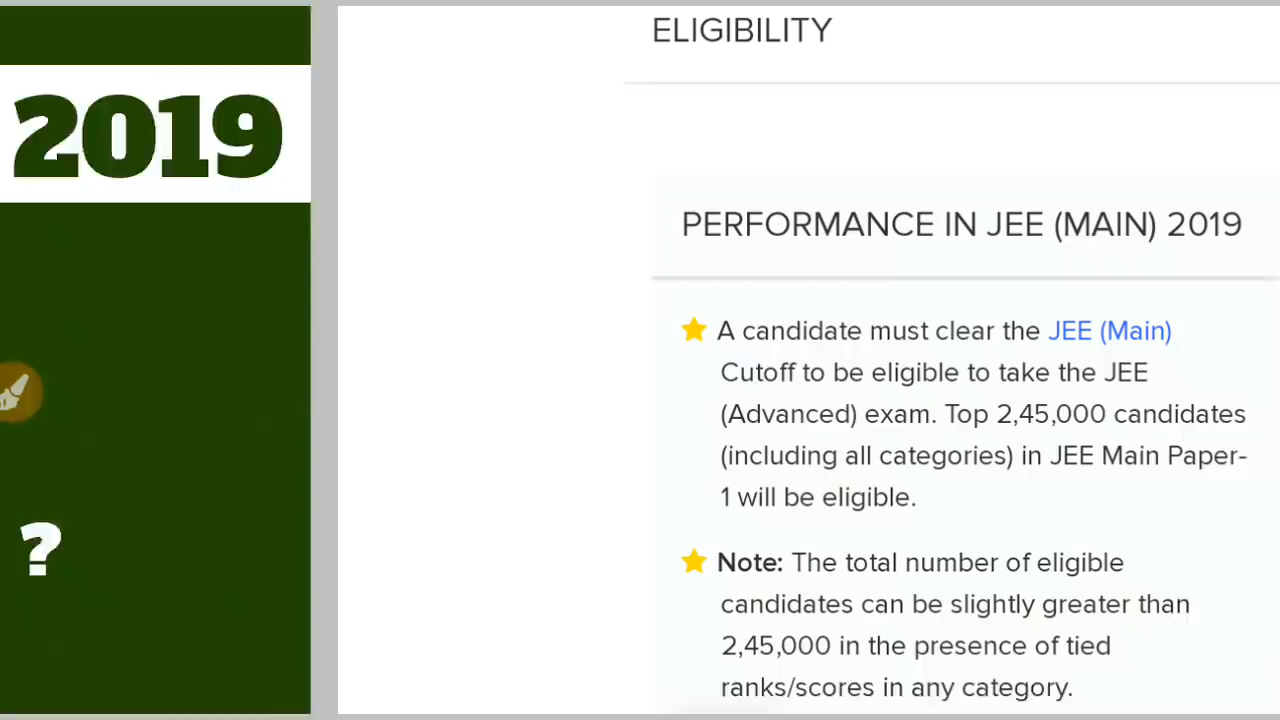 2019
?
ELIGIBILITY
PERFORMANCE IN JEE (MAIN) 2019
A candidate must clear the JEE (Main)
Cutoff to be eligible to take the JEE
(Advanced) exam. Top 2,45,000 candidates
(including all categories) in JEE Main Paper-
1 will be eligible.
Note: The total number of eligible
candidates can be slightly greater than
2,45,000 in the presence of tied
ranks/scores in any category.